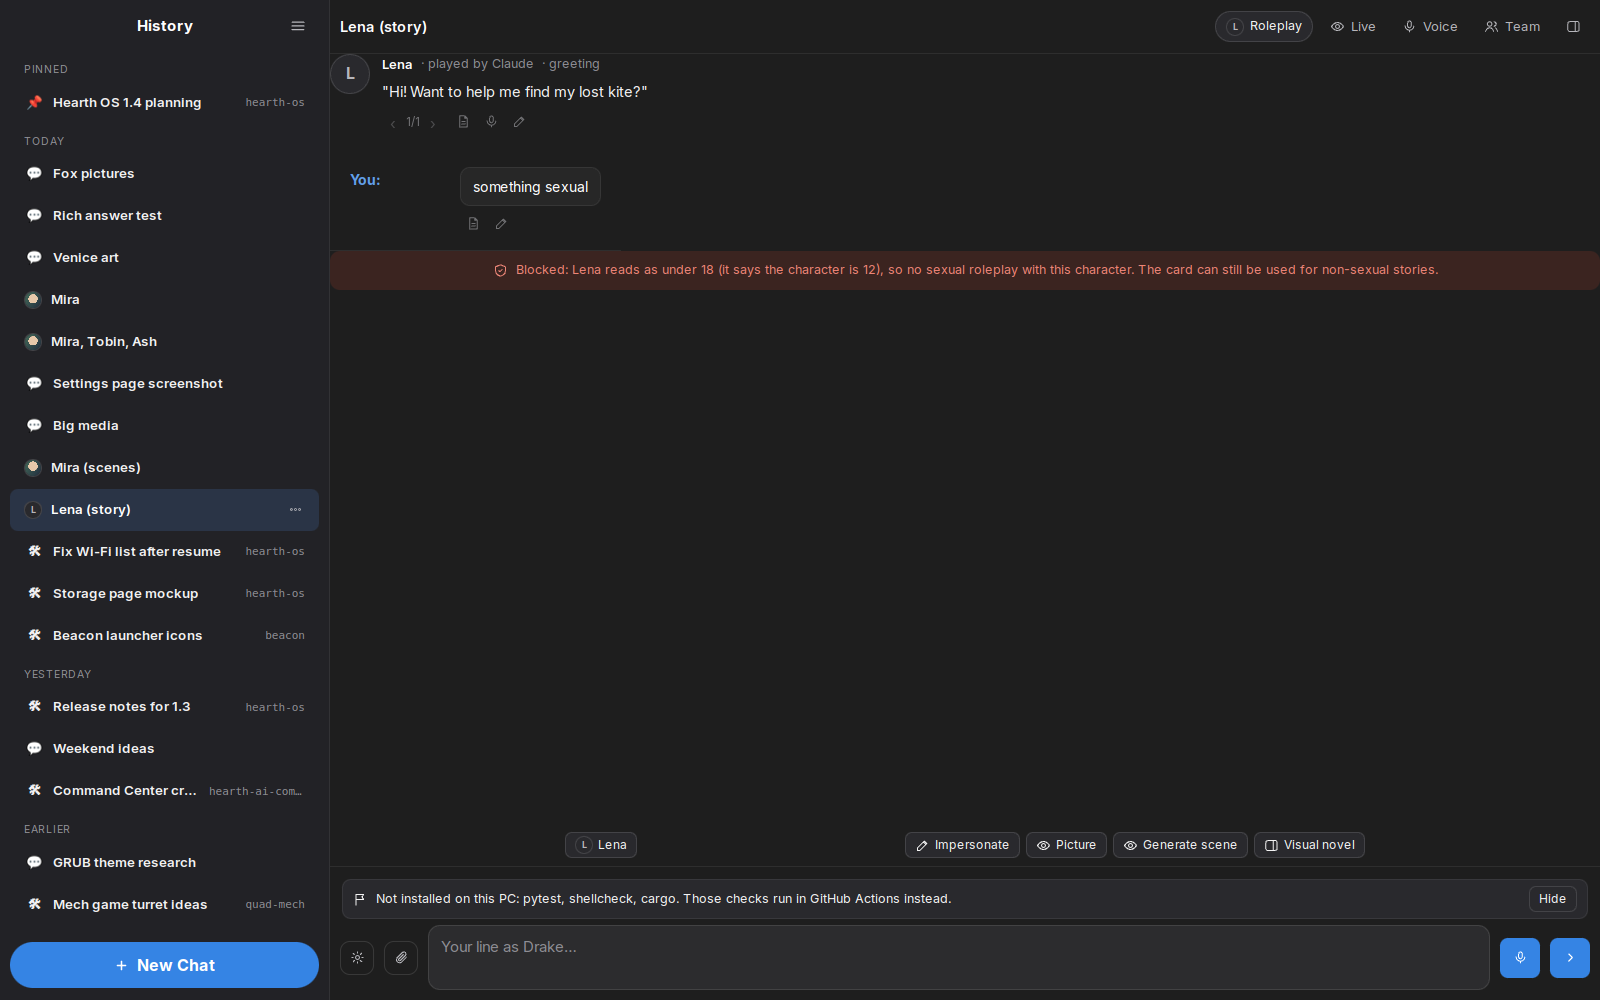 History
PINNED
Hearth OS 1.4 planning hearth-os
TODAY
Fox pictures
Rich answer test
Venice art
Mira
Mira, Tobin, Ash
Settings page screenshot
Big media
Mira (scenes)
L Lena (story)
Fix Wi-Fi list after resume hearth-os
Storage page mockup hearth-os
Beacon launcher icons beacon
YESTERDAY
Release notes for 1.3 hearth-os
Weekend ideas
Command Center cr... hearth-ai-com…
EARLIER
GRUB theme research
Mech game turret ideas quad-mech
+ New Chat
Lena (story)
L Roleplay Live Voice Team
L
Lena · played by Claude · greeting
"Hi! Want to help me find my lost kite?"
‹ 1/1 ›
You:
something sexual
Blocked: Lena reads as under 18 (it says the character is 12), so no sexual roleplay with this character. The card can still be used for non-sexual stories.
L Lena
Impersonate Picture Generate scene Visual novel
Not installed on this PC: pytest, shellcheck, cargo. Those checks run in GitHub Actions instead. Hide
Your line as Drake...